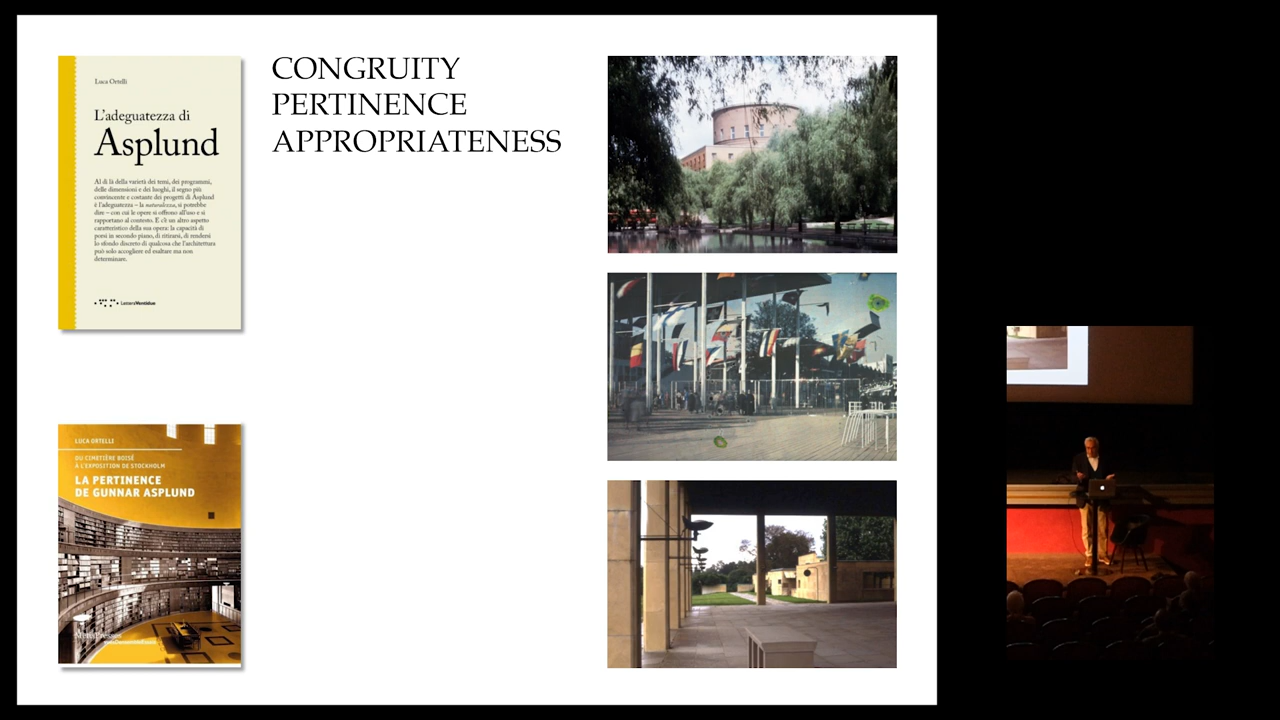 Luca Ortelli
L'adeguatezza di
Asplund
Al di là della varietà dei temi, dei programmi,
delle dimensioni e dei luoghi, il segno più
convincente e costante dei progetti di Asplund
è l'adeguatezza – la naturalezza, si potrebbe
dire – con cui le opere si offrono all'uso e si
rapportano al contesto. E c'è un altro aspetto
caratteristico della sua opera: la capacità di
porsi in secondo piano, di ritirarsi, di rendersi
lo sfondo discreto di qualcosa che l'architettura
può solo accogliere ed esaltare ma non
determinare.
LetteraVentidue
CONGRUITY
PERTINENCE
APPROPRIATENESS
LUCA ORTELLI
DU CIMETIÈRE BOISÉ
À L'EXPOSITION DE STOCKHOLM
LA PERTINENCE
DE GUNNAR ASPLUND